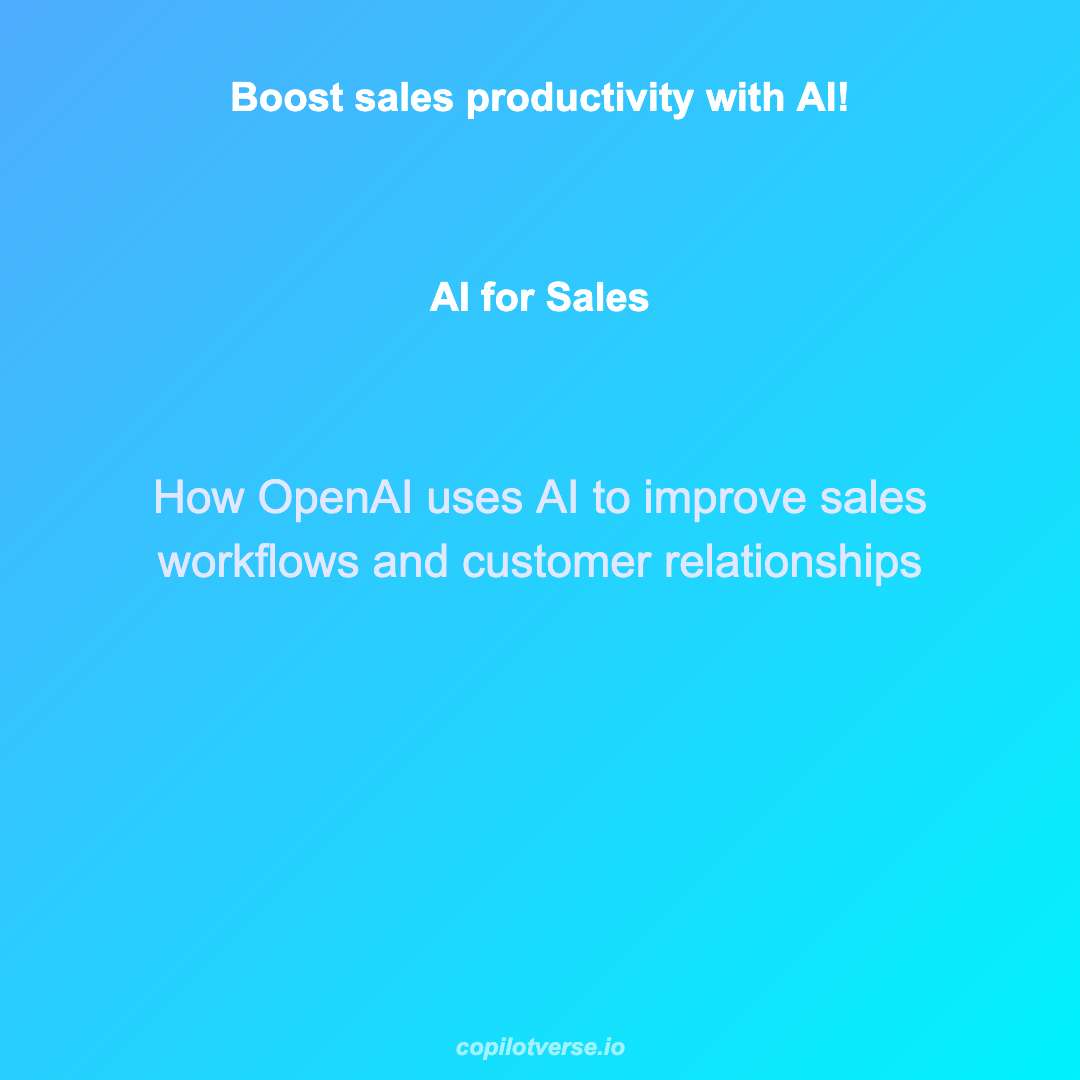 Boost sales productivity with AI!
AI for Sales
How OpenAI uses AI to improve sales
workflows and customer relationships
copilotverse.io